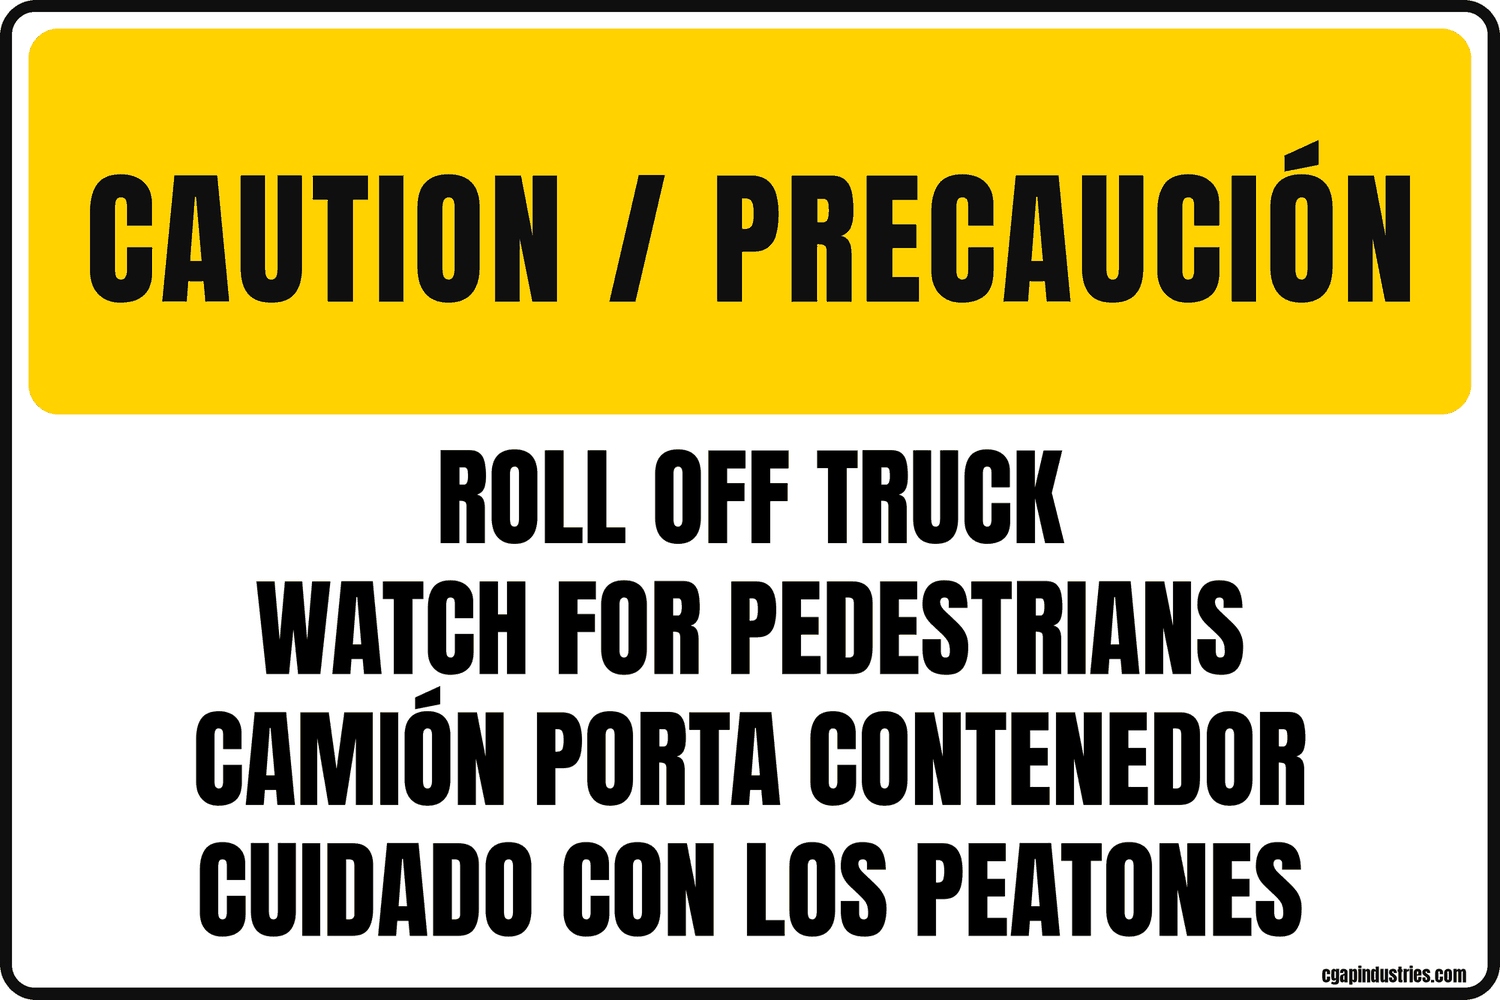 CAUTION / PRECAUCIÓN
ROLL OFF TRUCK
WATCH FOR PEDESTRIANS
CAMIÓN PORTA CONTENEDOR
CUIDADO CON LOS PEATONES
cgapindustries.com